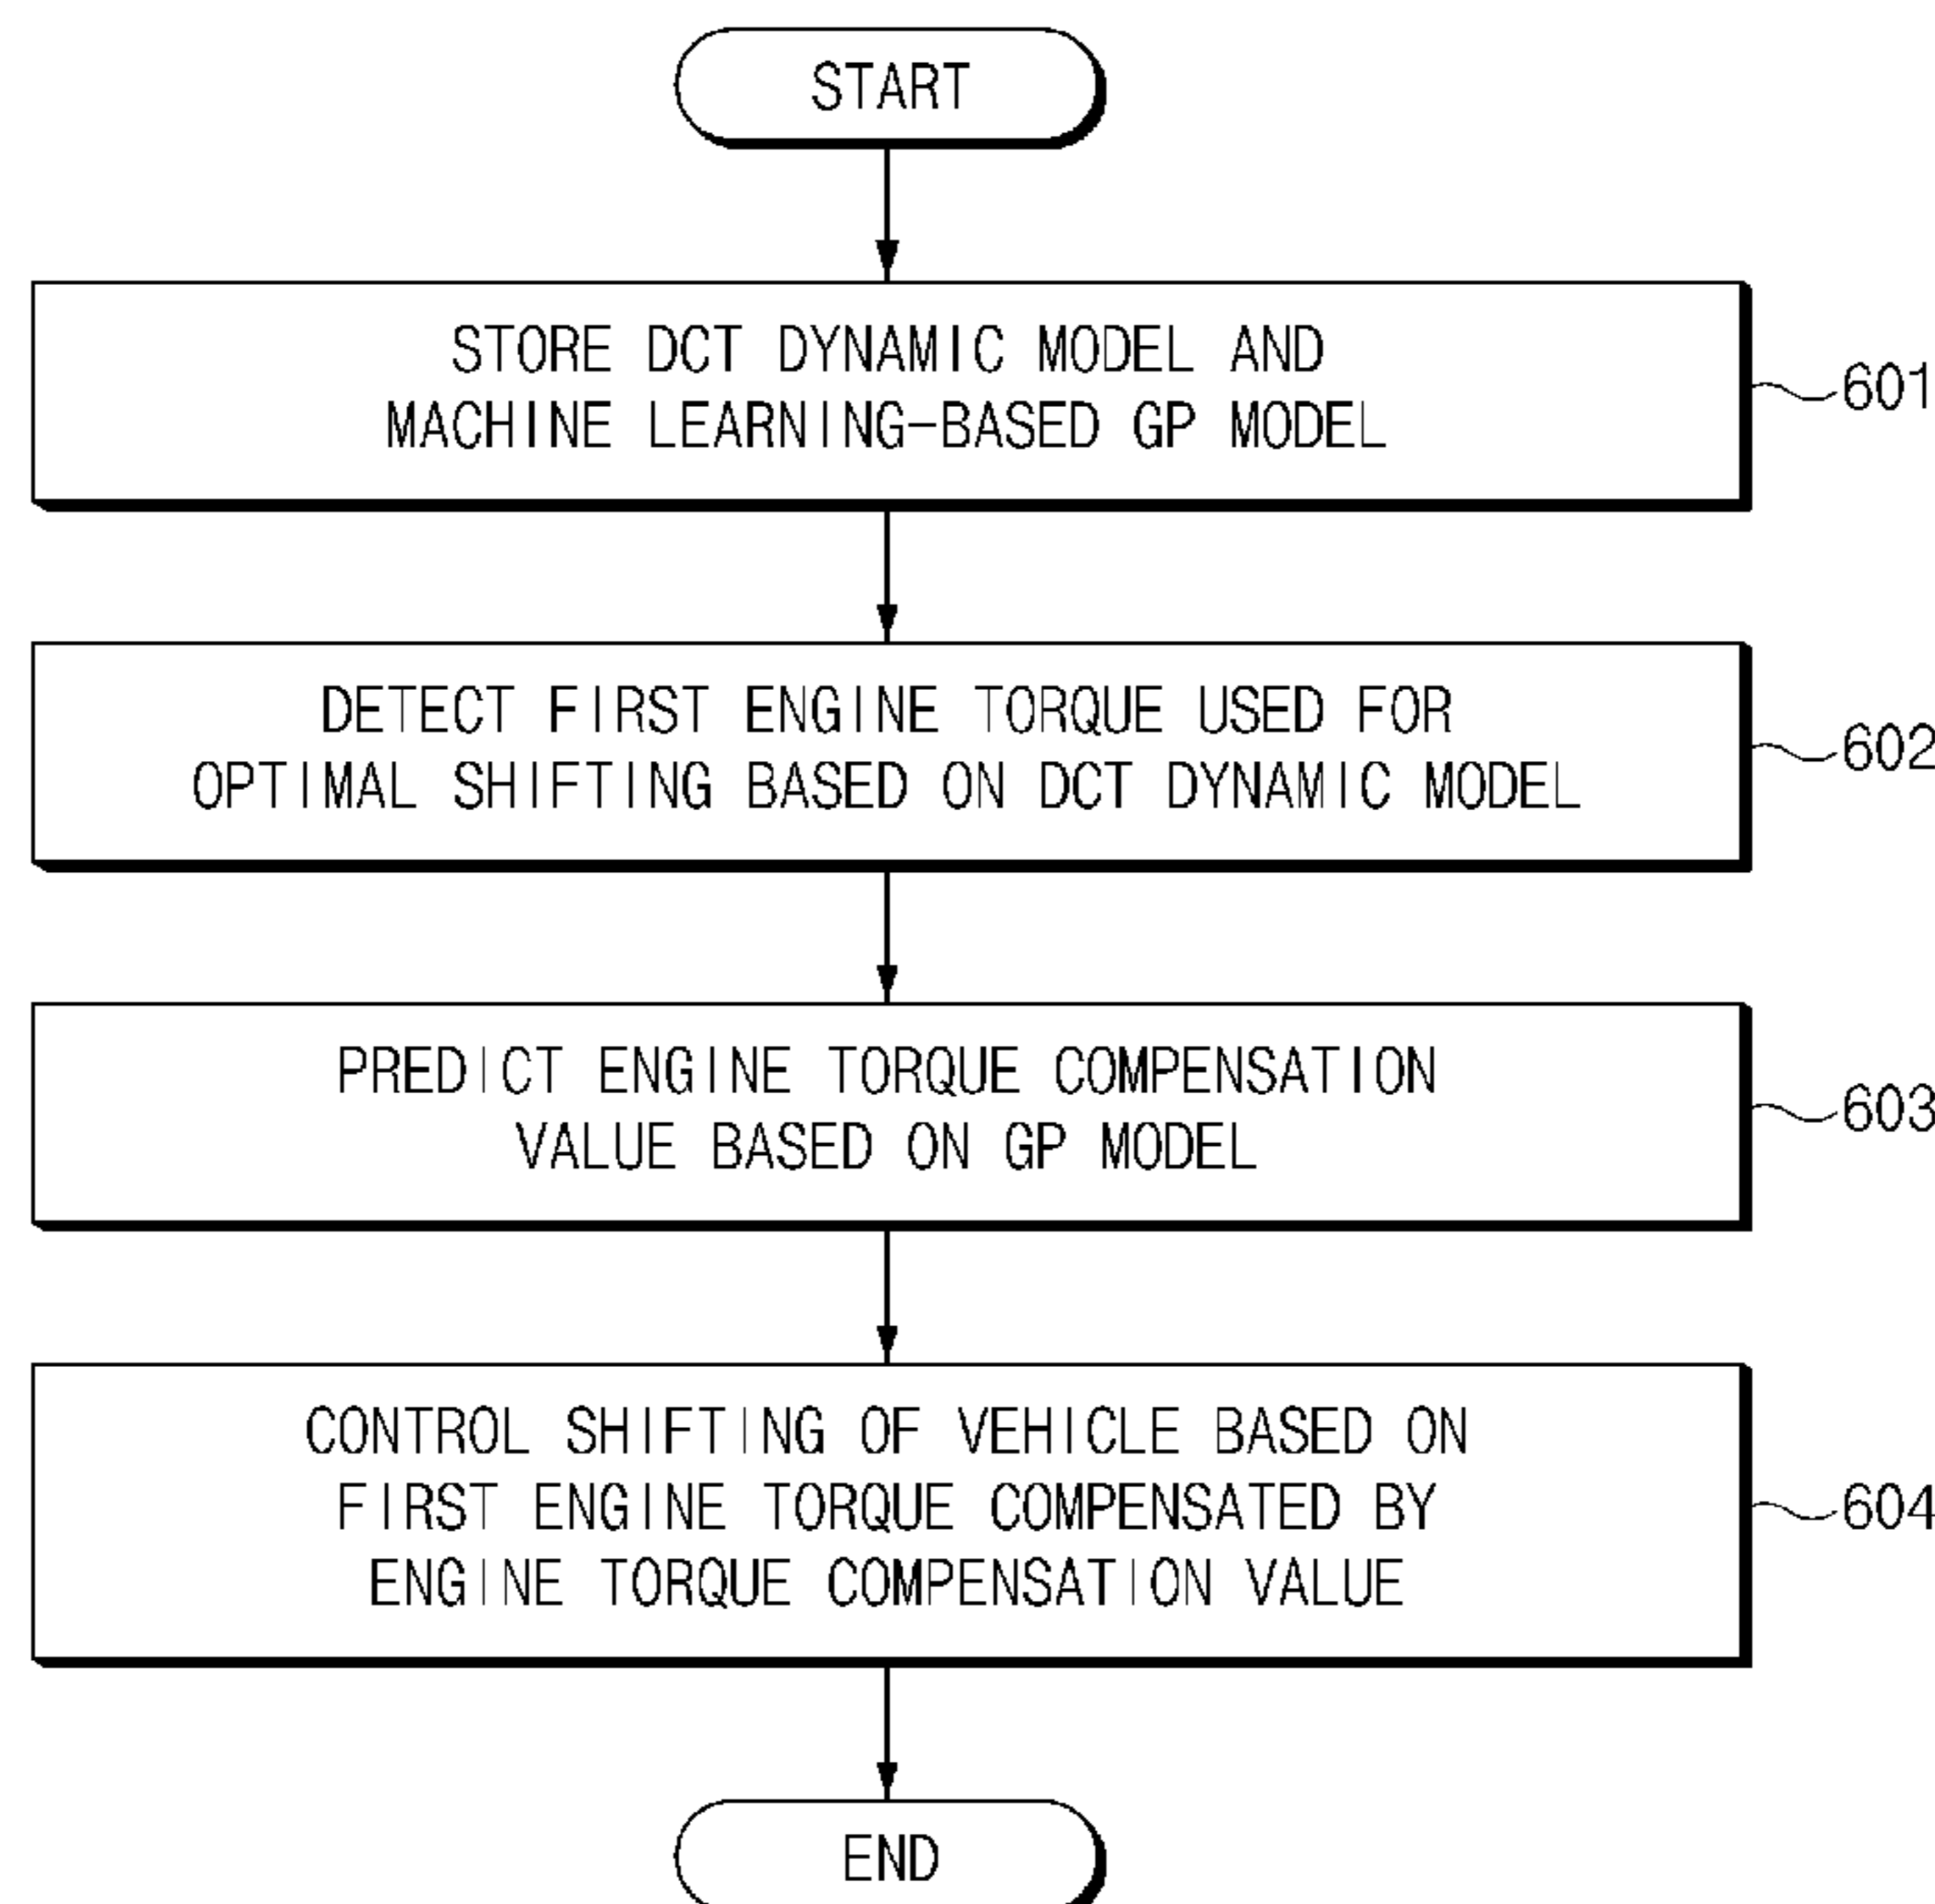 START
STORE DCT DYNAMIC MODEL AND
MACHINE LEARNING-BASED GP MODEL
601
DETECT FIRST ENGINE TORQUE USED FOR
OPTIMAL SHIFTING BASED ON DCT DYNAMIC MODEL
602
PREDICT ENGINE TORQUE COMPENSATION
VALUE BASED ON GP MODEL
603
CONTROL SHIFTING OF VEHICLE BASED ON
FIRST ENGINE TORQUE COMPENSATED BY
ENGINE TORQUE COMPENSATION VALUE
604
END